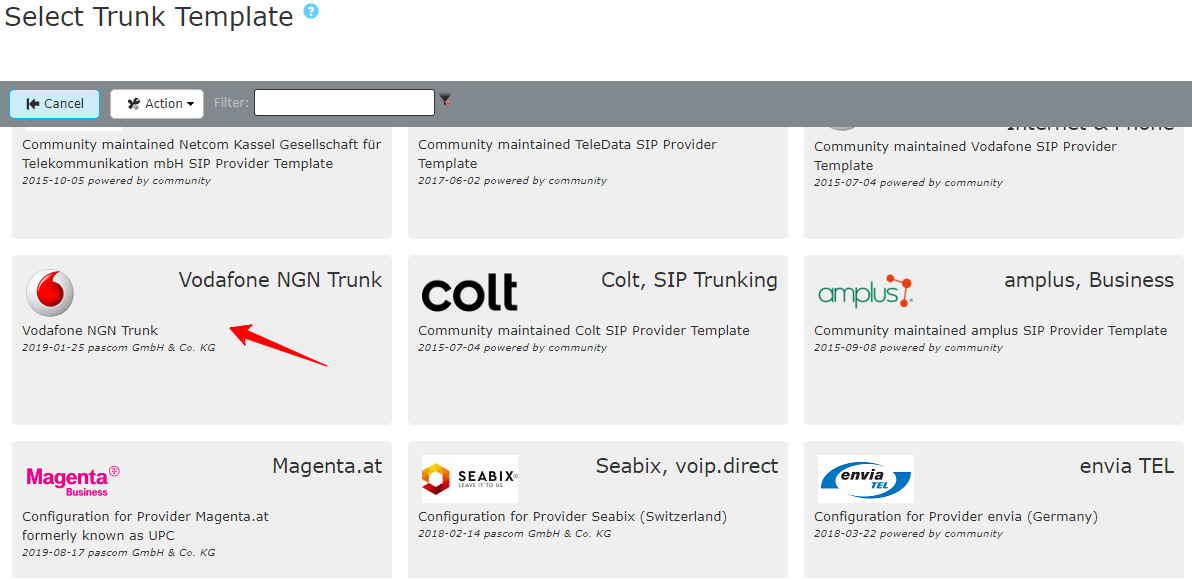 Select Trunk Template ?
Cancel
Action
Filter:
Community maintained Netcom Kassel Gesellschaft für
Telekommunikation mbH SIP Provider Template
2015-10-05 powered by community
Community maintained TeleData SIP Provider
Template
2017-06-02 powered by community
Internet & Phone
Community maintained Vodafone SIP Provider
Template
2015-07-04 powered by community
Vodafone NGN Trunk
Vodafone NGN Trunk
2019-01-25 pascom GmbH & Co. KG
colt
Colt, SIP Trunking
Community maintained Colt SIP Provider Template
2015-07-04 powered by community
amplus
amplus, Business
Community maintained amplus SIP Provider Template
2015-09-08 powered by community
Magenta
Business
Magenta.at
Configuration for Provider Magenta.at
formerly known as UPC
2019-08-17 pascom GmbH & Co. KG
SEABIX
LEAVE IT TO US
Seabix, voip.direct
Configuration for Provider Seabix (Switzerland)
2018-02-14 pascom GmbH & Co. KG
envia
TEL
envia TEL
Configuration for Provider envia (Germany)
2018-03-22 powered by community